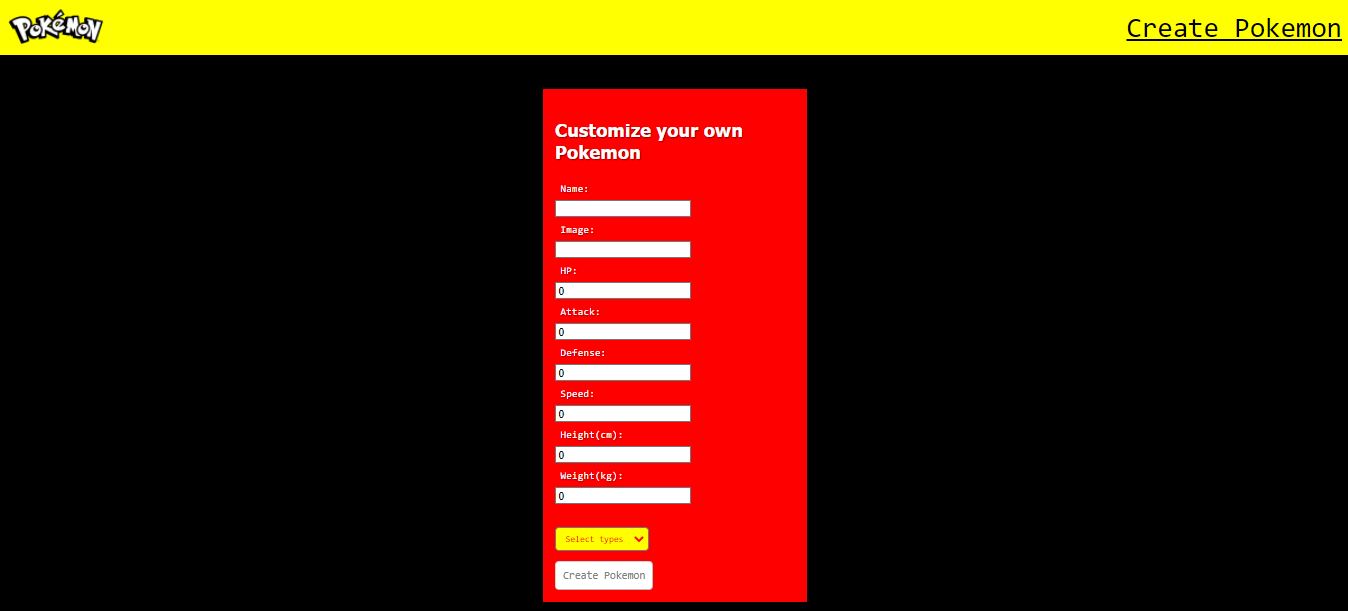 POKéMON
Create Pokemon
Customize your own
Pokemon
Name:
Image:
HP:
0
Attack:
0
Defense:
0
Speed:
0
Height(cm):
0
Weight(kg):
0
Select types
Create Pokemon